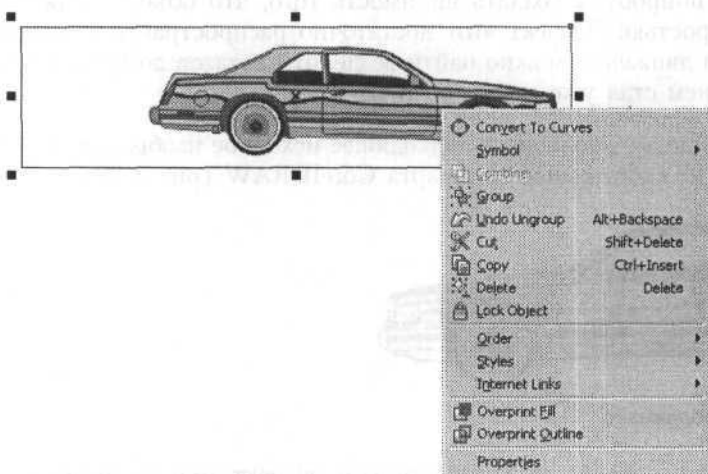 Convert To Curves
Symbol
Combine
Group
Undo Ungroup Alt+Backspace
Cut Shift+Delete
Copy Ctrl+Insert
Delete Delete
Lock Object
Order
Styles
Internet Links
Overprint Fill
Overprint Outline
Properties